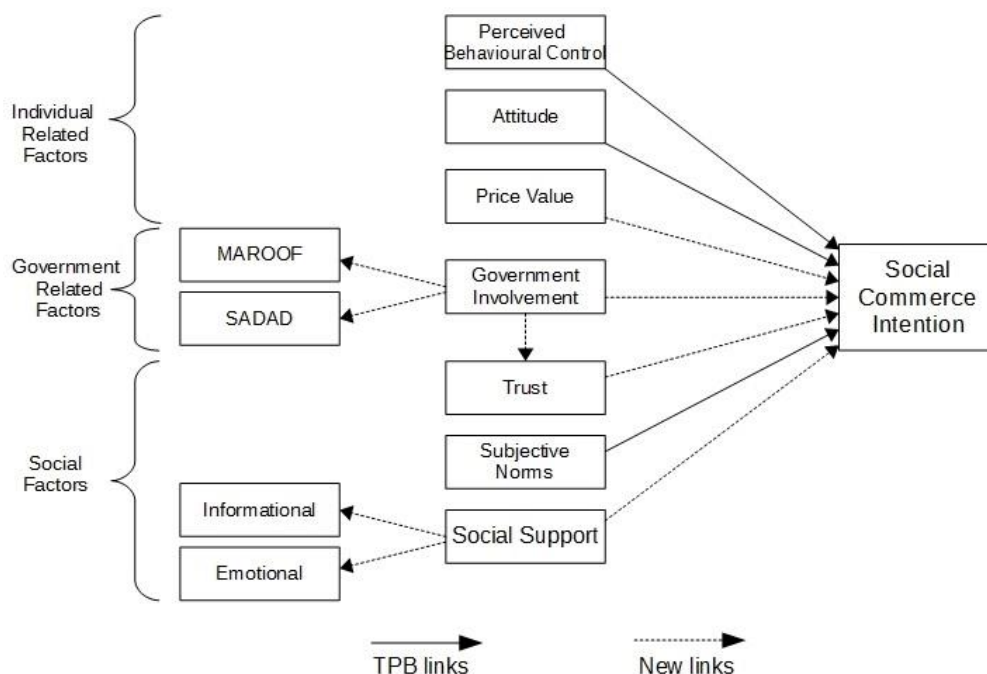 Perceived
Behavioural Control
Attitude
Price Value
Individual
Related
Factors
MAROOF
SADAD
Government
Related
Factors
Government
Involvement
Trust
Subjective
Norms
Social Support
Social
Factors
Informational
Emotional
Social
Commerce
Intention
TPB links
New links